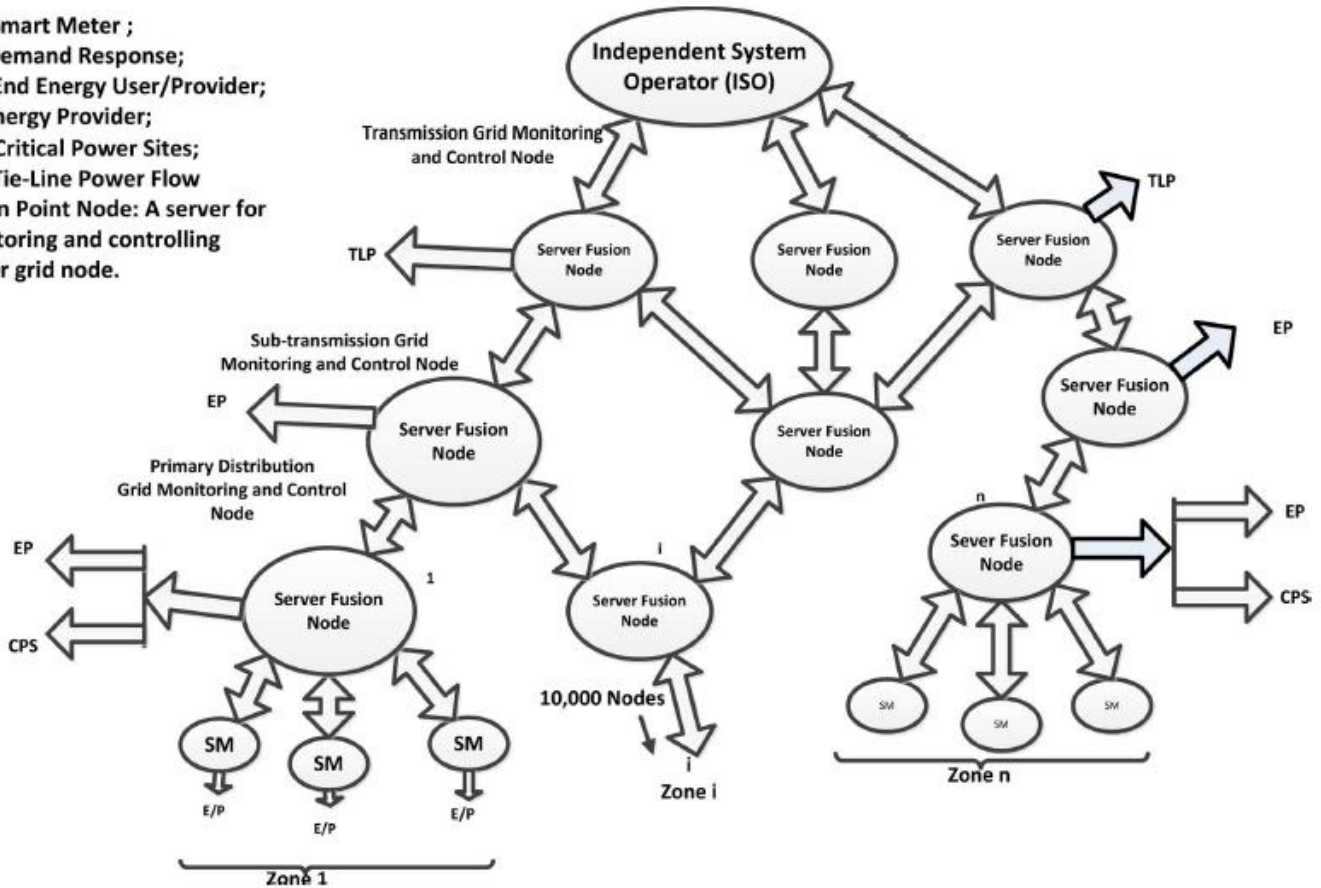 mart Meter ;
emand Response;
End Energy User/Provider;
nergy Provider;
Critical Power Sites;
Tie-Line Power Flow
n Point Node: A server for
toring and controlling
r grid node.
Independent System
Operator (ISO)
Transmission Grid Monitoring
and Control Node
TLP
Server Fusion
Node
Server Fusion
Node
Server Fusion
Node
TLP
Sub-transmission Grid
Monitoring and Control Node
EP
Server Fusion
Node
EP
Server Fusion
Node
Server Fusion
Node
Primary Distribution
Grid Monitoring and Control
Node
n
Sever Fusion
Node
EP
CPS
EP
CPS
1
Server Fusion
Node
i
Server Fusion
Node
10,000 Nodes
i
Zone i
SM
SM
SM
E/P
E/P
E/P
Zone 1
SM
SM
SM
Zone n